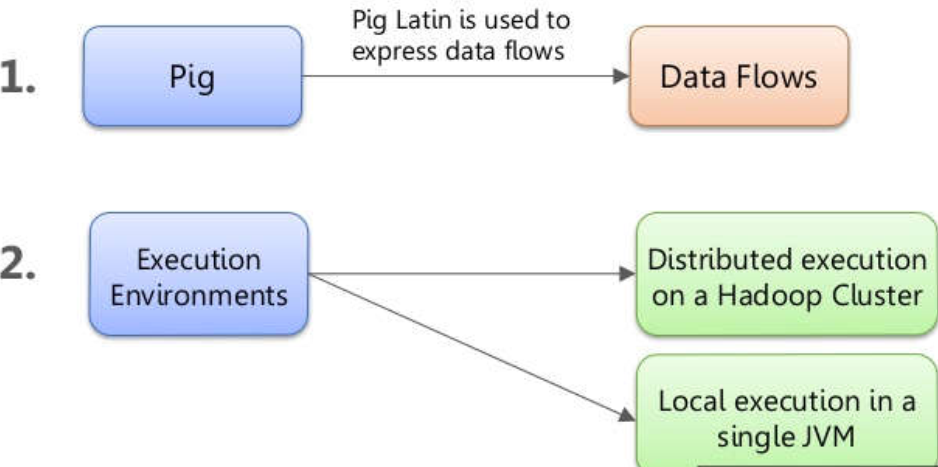 Pig Latin is used to
express data flows
1.
Pig
Data Flows
2.
Execution
Environments
Distributed execution
on a Hadoop Cluster
Local execution in a
single JVM